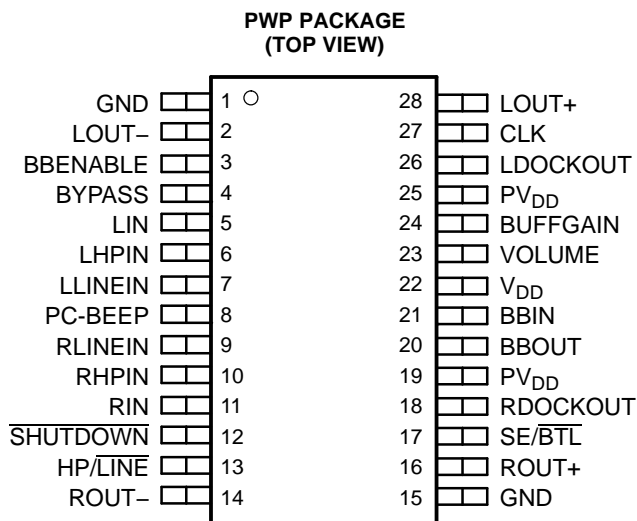 PWP PACKAGE
(TOP VIEW)
GND 1 28 LOUT+
LOUT− 2 27 CLK
BBENABLE 3 26 LDOCKOUT
BYPASS 4 25 PVDD
LIN 5 24 BUFFGAIN
LHPIN 6 23 VOLUME
LLINEIN 7 22 VDD
PC-BEEP 8 21 BBIN
RLINEIN 9 20 BBOUT
RHPIN 10 19 PVDD
RIN 11 18 RDOCKOUT
SHUTDOWN 12 17 SE/BTL
HP/LINE 13 16 ROUT+
ROUT− 14 15 GND